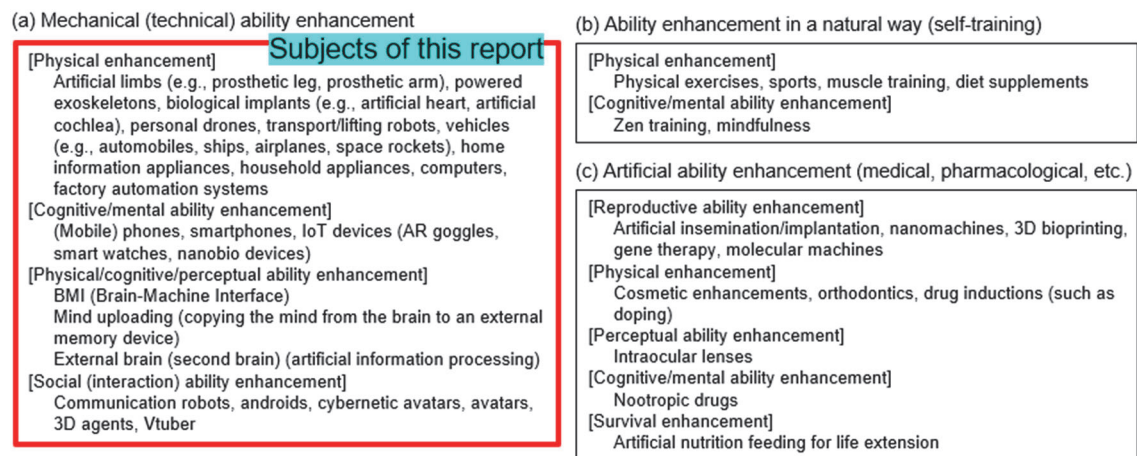 (a) Mechanical (technical) ability enhancement
Subjects of this report
[Physical enhancement]
Artificial limbs (e.g., prosthetic leg, prosthetic arm), powered
exoskeletons, biological implants (e.g., artificial heart, artificial
cochlea), personal drones, transport/lifting robots, vehicles
(e.g., automobiles, ships, airplanes, space rockets), home
information appliances, household appliances, computers,
factory automation systems
[Cognitive/mental ability enhancement]
(Mobile) phones, smartphones, IoT devices (AR goggles,
smart watches, nanobio devices)
[Physical/cognitive/perceptual ability enhancement]
BMI (Brain-Machine Interface)
Mind uploading (copying the mind from the brain to an external
memory device)
External brain (second brain) (artificial information processing)
[Social (interaction) ability enhancement]
Communication robots, androids, cybernetic avatars, avatars,
3D agents, Vtuber
(b) Ability enhancement in a natural way (self-training)
[Physical enhancement]
Physical exercises, sports, muscle training, diet supplements
[Cognitive/mental ability enhancement]
Zen training, mindfulness
(c) Artificial ability enhancement (medical, pharmacological, etc.)
[Reproductive ability enhancement]
Artificial insemination/implantation, nanomachines, 3D bioprinting,
gene therapy, molecular machines
[Physical enhancement]
Cosmetic enhancements, orthodontics, drug inductions (such as
doping)
[Perceptual ability enhancement]
Intraocular lenses
[Cognitive/mental ability enhancement]
Nootropic drugs
[Survival enhancement]
Artificial nutrition feeding for life extension